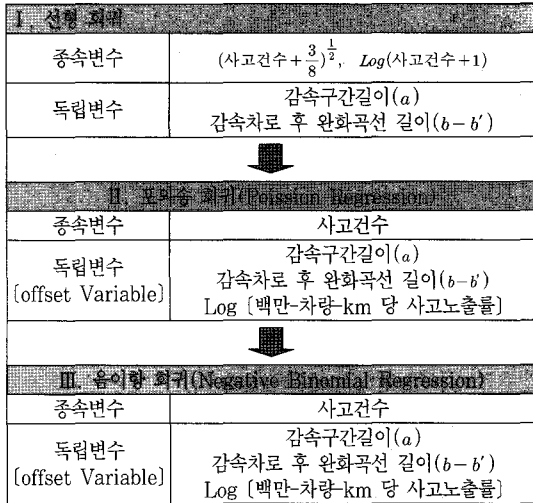 I. 선형 회귀
종속변수
(사고건수+3/8)^1/2, Log(사고건수+1)
독립변수
감속구간길이(a)
감속차로 후 완화곡선 길이(b-b′)
II. 포와송 회귀(Poission Regression)
종속변수
사고건수
독립변수
[offset Variable]
감속구간길이(a)
감속차로 후 완화곡선 길이(b-b′)
Log [백만-차량-km 당 사고노출률]
III. 음이항 회귀(Negative Binomial Regression)
종속변수
사고건수
독립변수
[offset Variable]
감속구간길이(a)
감속차로 후 완화곡선 길이(b-b′)
Log [백만-차량-km 당 사고노출률]